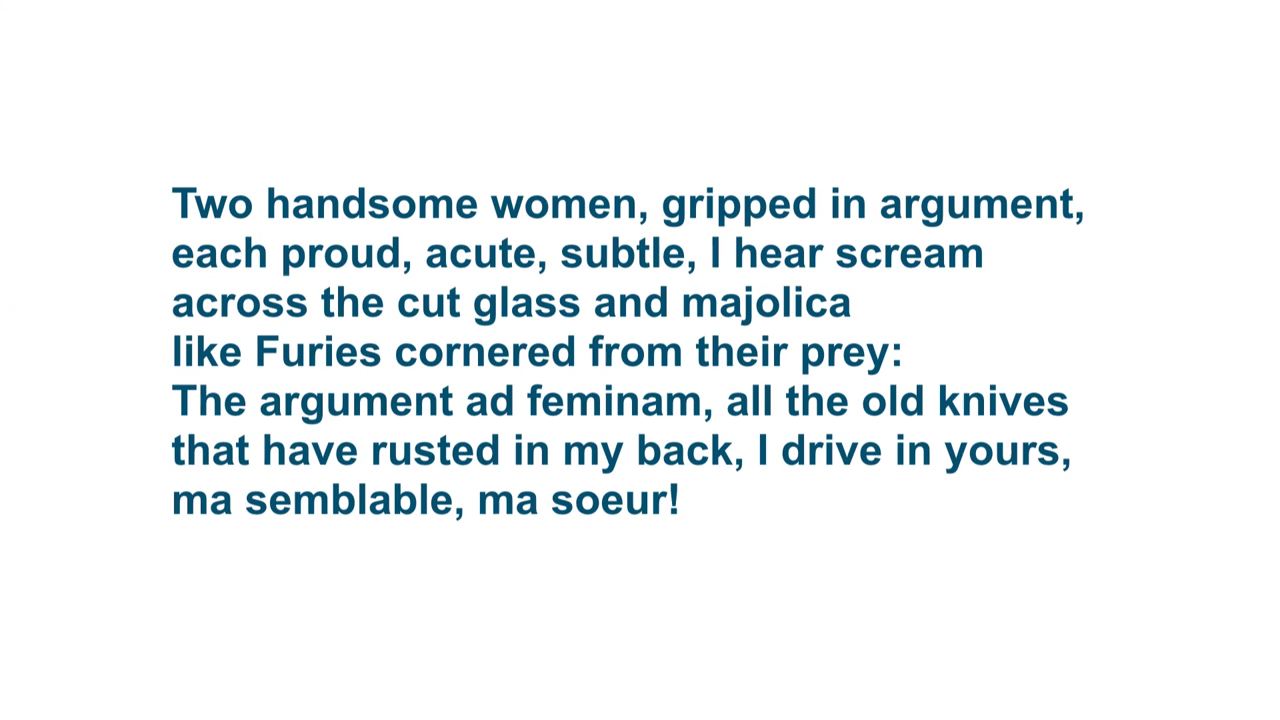 Two handsome women, gripped in argument,
each proud, acute, subtle, I hear scream
across the cut glass and majolica
like Furies cornered from their prey:
The argument ad feminam, all the old knives
that have rusted in my back, I drive in yours,
ma semblable, ma soeur!